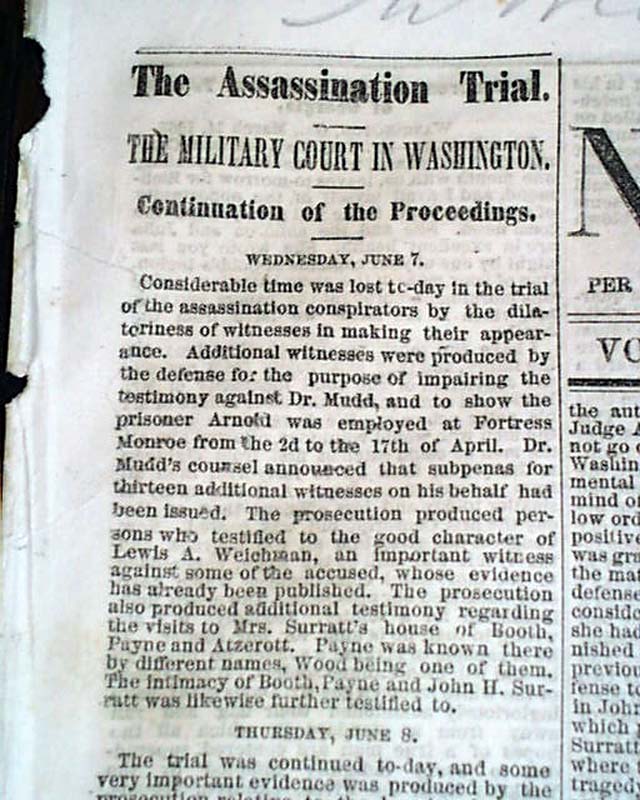 The Assassination Trial.
THE MILITARY COURT IN WASHINGTON.
Continuation of the Proceedings.
WEDNESDAY, JUNE 7.
Considerable time was lost to-day in the trial
of the assassination conspirators by the dila-
toriness of witnesses in making their appear-
ance. Additional witnesses were produced by
the defense for the purpose of impairing the
testimony against Dr. Mudd, and to show the
prisoner Arnold was employed at Fortress
Monroe from the 2d to the 17th of April. Dr.
Mudd's counsel announced that subpenas for
thirteen additional witnesses on his behalf had
been issued. The prosecution produced per-
sons who testified to the good character of
Lewis A. Weichman, an important witness
against some of the accused, whose evidence
has already been published. The prosecution
also produced additional testimony regarding
the visits to Mrs. Surratt's house of Booth,
Payne and Atzerott. Payne was known there
by different names, Wood being one of them.
The intimacy of Booth, Payne and John H. Sur-
ratt was likewise further testified to.
THURSDAY, JUNE 8.
The trial was continued to-day, and some
very important evidence was produced by the
prosecution relating to the
N
PER
VO
the
Judge A
not go
Washin
mental
mind
low
positive
was
the
defense
conside
she had
nished
previou
fense
in John
which
Surratt
where
traged